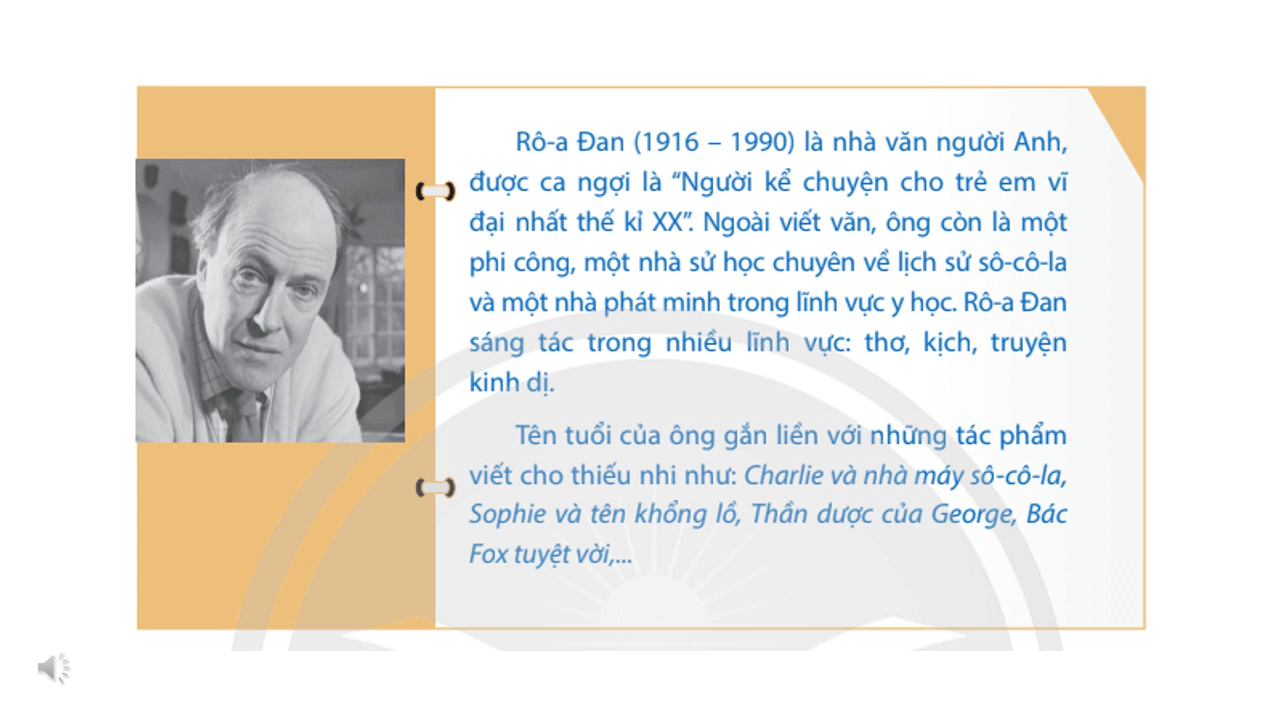 Rô-a Đan (1916 – 1990) là nhà văn người Anh,
được ca ngợi là “Người kể chuyện cho trẻ em vĩ
đại nhất thế kỉ XX”. Ngoài viết văn, ông còn là một
phi công, một nhà sử học chuyên về lịch sử sô-cô-la
và một nhà phát minh trong lĩnh vực y học. Rô-a Đan
sáng tác trong nhiều lĩnh vực: thơ, kịch, truyện
kinh dị.
Tên tuổi của ông gắn liền với những tác phẩm
viết cho thiếu nhi như: Charlie và nhà máy sô-cô-la,
Sophie và tên khổng lồ, Thần dược của George, Bác
Fox tuyệt vời,...